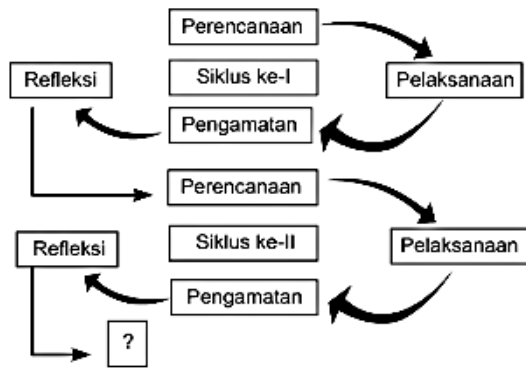 Perencanaan
Refleksi
Siklus ke-I
Pelaksanaan
Pengamatan
Perencanaan
Refleksi
Siklus ke-II
Pelaksanaan
Pengamatan
?